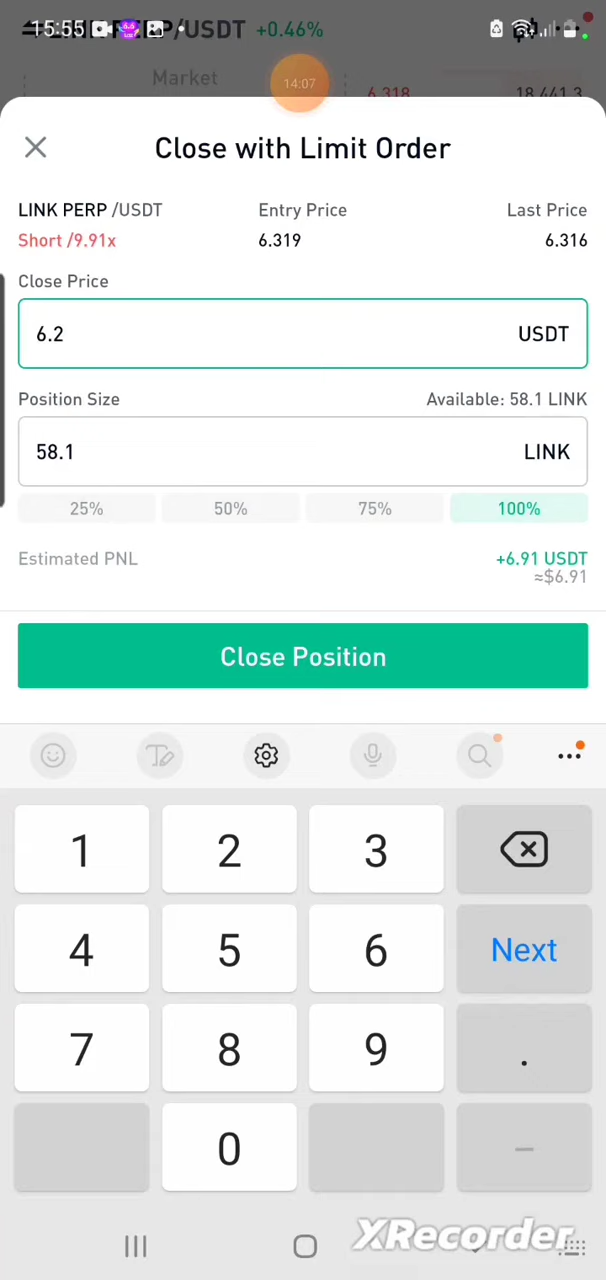 15:55
PERP/USDT +0.46%
Market
14:07
6.318 18,441.3
Close with Limit Order
LINK PERP /USDT Entry Price Last Price
Short /9.91x 6.319 6.316
Close Price
6.2 USDT
Position Size Available: 58.1 LINK
58.1 LINK
25% 50% 75% 100%
Estimated PNL +6.91 USDT
≈$6.91
Close Position
1 2 3
4 5 6 Next
7 8 9 .
0 –
XRecorder